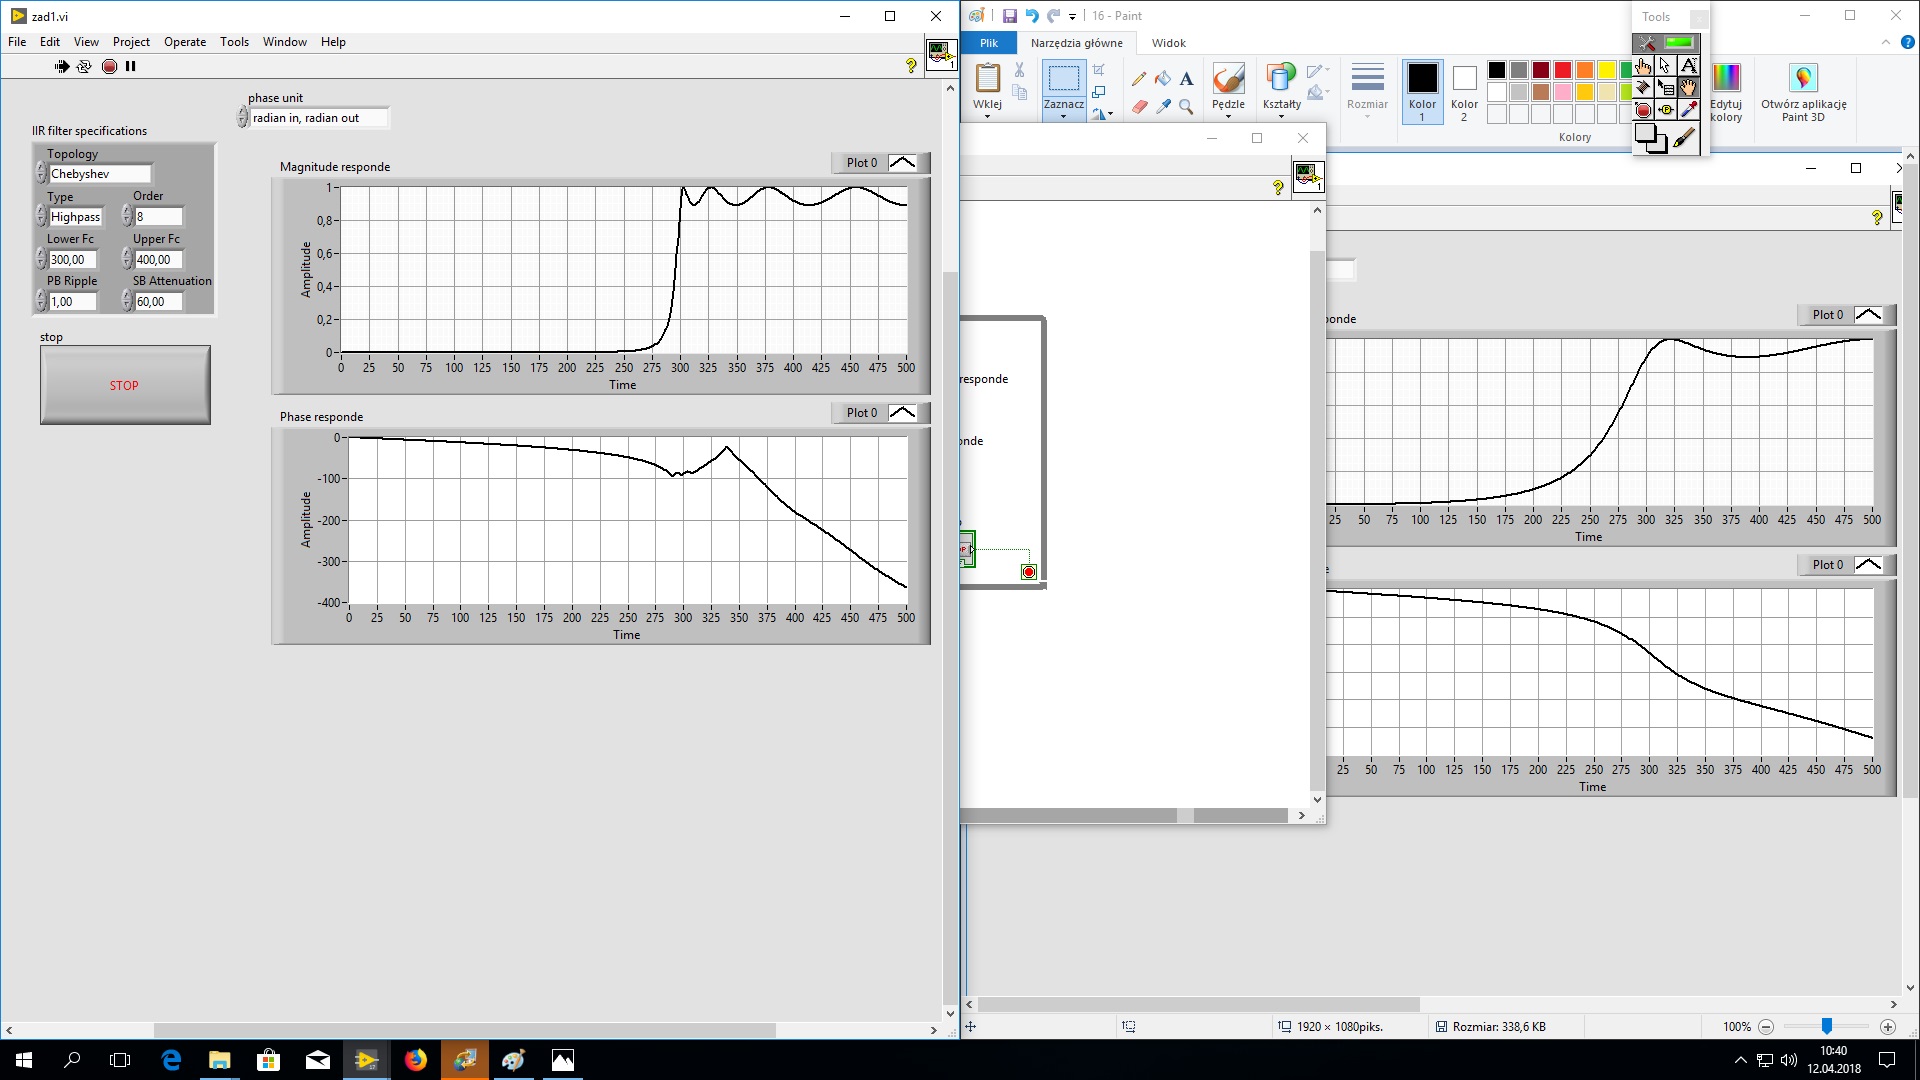 zad1.vi
File Edit View Project Operate Tools Window Help
phase unit
radian in, radian out
IIR filter specifications
Topology
Chebyshev
Type Order
Highpass 8
Lower Fc Upper Fc
300,00 400,00
PB Ripple SB Attenuation
1,00 60,00
stop
STOP
Magnitude responde
Plot 0
Amplitude
1
0,8
0,6
0,4
0,2
0
0 25 50 75 100 125 150 175 200 225 250 275 300 325 350 375 400 425 450 475 500
Time
Phase responde
Plot 0
Amplitude
0
-100
-200
-300
-400
0 25 50 75 100 125 150 175 200 225 250 275 300 325 350 375 400 425 450 475 500
Time
16 - Paint
Plik Narzędzia główne Widok
Wklej
Zaznacz
Pędzle
Kształty
Rozmiar
Kolor 1
Kolor 2
Edytuj kolory
Otwórz aplikację Paint 3D
Kolory
Tools
1
1
responde
onde
onde
Plot 0
25 50 75 100 125 150 175 200 225 250 275 300 325 350 375 400 425 450 475 500
Time
Plot 0
25 50 75 100 125 150 175 200 225 250 275 300 325 350 375 400 425 450 475 500
Time
1920 × 1080piks.
Rozmiar: 338,6 KB
100%
10:40
12.04.2018